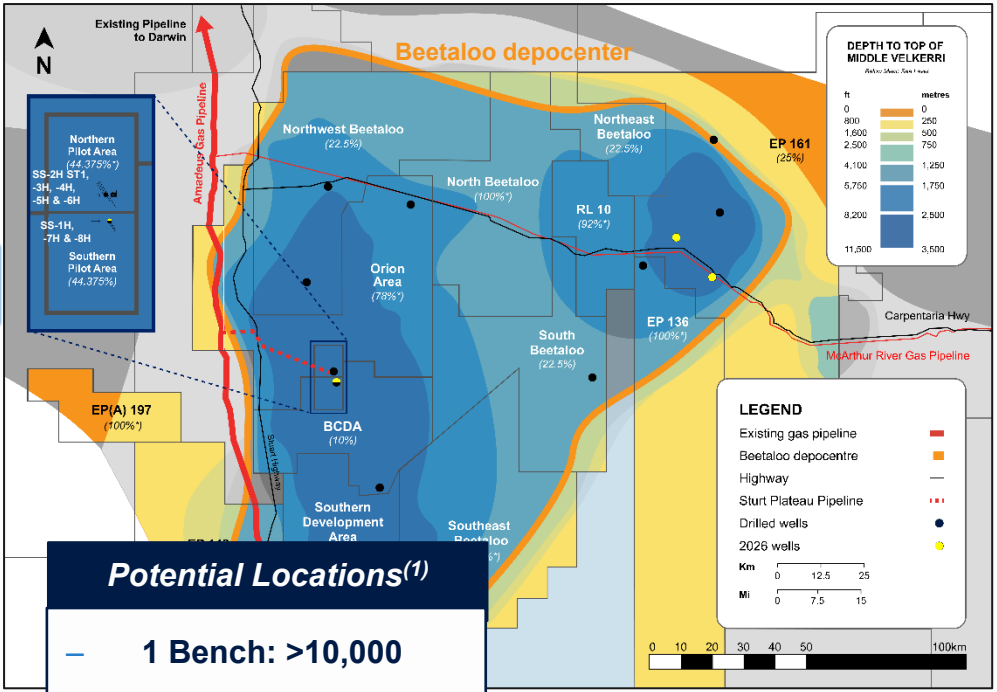 Existing Pipeline
to Darwin
N
Beetaloo depocenter
Amadeus Gas Pipeline
Northern
Pilot Area
(44.375%*)
SS-2H ST1,
-3H, -4H,
-5H & -6H
SS-1H,
-7H & -8H
Southern
Pilot Area
(44.375%)
Northwest Beetaloo
(22.5%)
Northeast
Beetaloo
(22.5%)
EP 161
(25%)
North Beetaloo
(100%*)
RL 10
(92%*)
Orion
Area
(78%*)
EP 136
(100%*)
South
Beetaloo
(22.5%)
Carpentaria Hwy
McArthur River Gas Pipeline
EP(A) 197
(100%*)
BCDA
(10%)
Stuart Highway
Southern
Development
Area
Southeast
Beetaloo
DEPTH TO TOP OF
MIDDLE VELKERRI
ft metres
0 0
800 250
1,600 500
2,500 750
4,100 1,250
5,750 1,750
8,200 2,500
11,500 3,500
LEGEND
Existing gas pipeline
Beetaloo depocentre
Highway
Sturt Plateau Pipeline
Drilled wells
2026 wells
Km 0 12.5 25
Mi 0 7.5 15
0 10 20 30 40 50 100km
Potential Locations(1)
– 1 Bench: >10,000